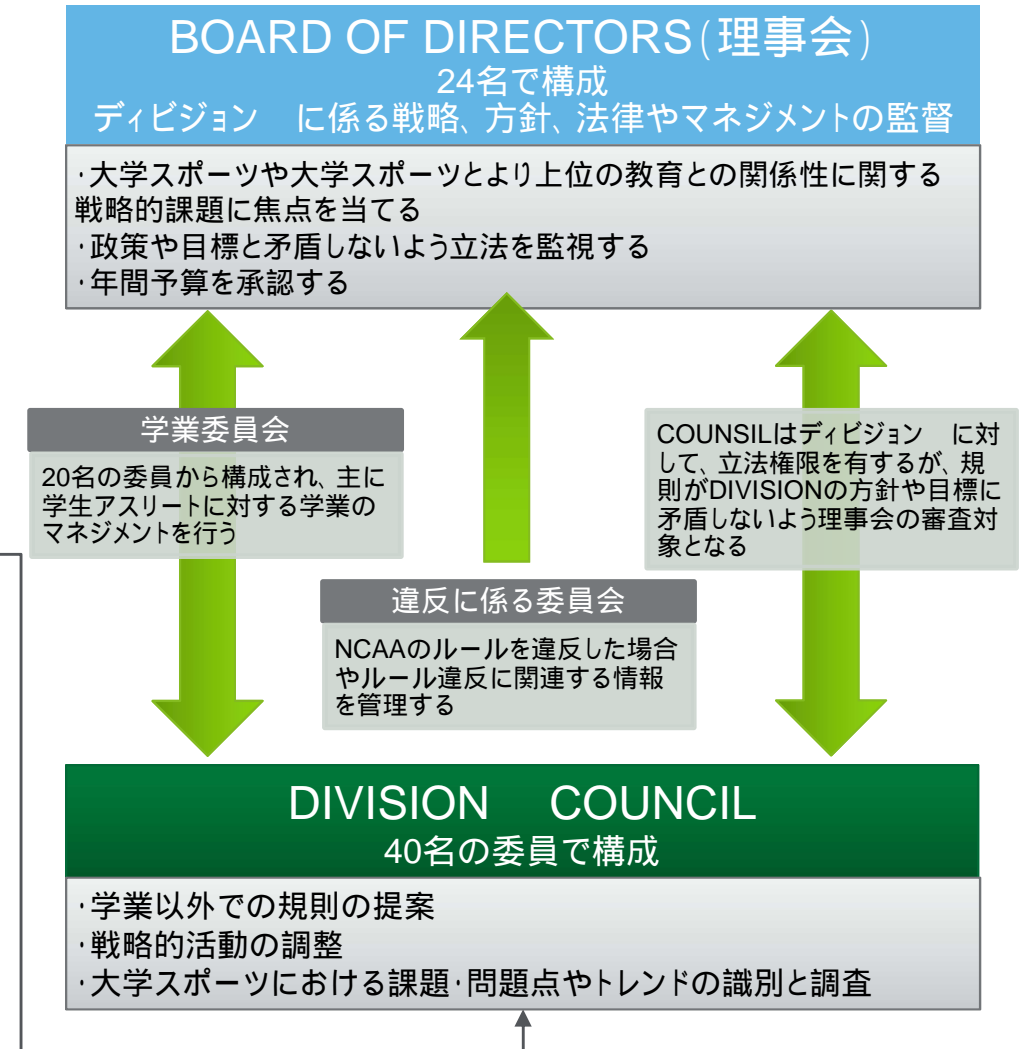 BOARD OF DIRECTORS(理事会)
24名で構成
ディビジョン　に係る戦略、方針、法律やマネジメントの監督
・大学スポーツや大学スポーツとより上位の教育との関係性に関する
戦略的課題に焦点を当てる
・政策や目標と矛盾しないよう立法を監視する
・年間予算を承認する
学業委員会
20名の委員から構成され、主に
学生アスリートに対する学業の
マネジメントを行う
COUNSILはディビジョン　に対
して、立法権限を有するが、規
則がDIVISIONの方針や目標に
矛盾しないよう理事会の審査対
象となる
違反に係る委員会
NCAAのルールを違反した場合
やルール違反に関連する情報
を管理する
DIVISION　COUNCIL
40名の委員で構成
・学業以外での規則の提案
・戦略的活動の調整
・大学スポーツにおける課題・問題点やトレンドの識別と調査